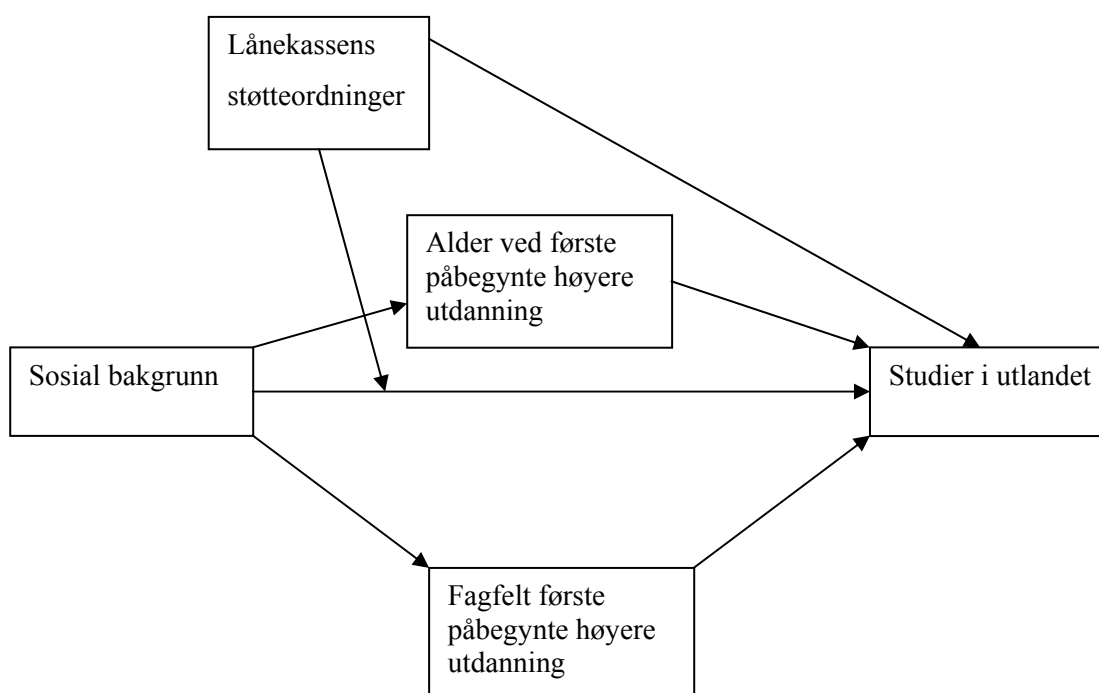 Lånekassens
støtteordninger
Alder ved første
påbegynte høyere
utdanning
Sosial bakgrunn
Studier i utlandet
Fagfelt første
påbegynte høyere
utdanning